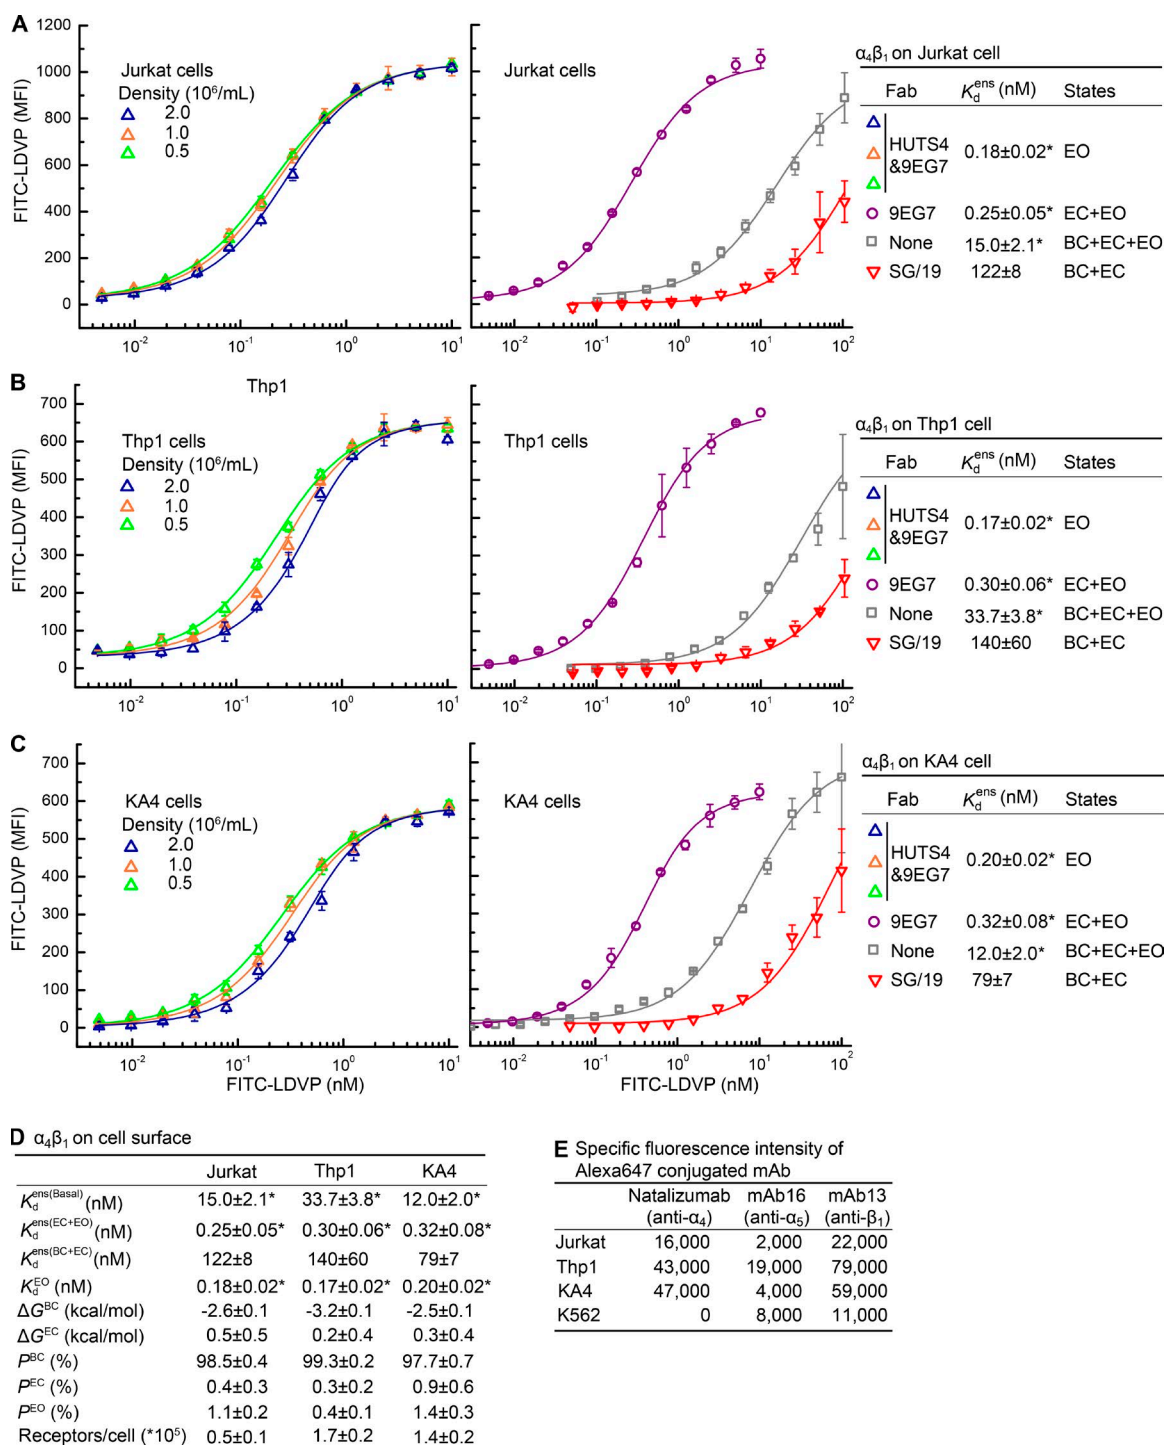 A
FITC-LDVP (MFI)
1200
1000
800
600
400
200
0
Jurkat cells
Density (10⁶/mL)
2.0
1.0
0.5
10⁻² 10⁻¹ 10⁰ 10¹
Jurkat cells
10⁻² 10⁻¹ 10⁰ 10¹ 10²
α₄β₁ on Jurkat cell
Fab K_d^ens (nM) States
HUTS4 &9EG7 0.18±0.02* EO
9EG7 0.25±0.05* EC+EO
None 15.0±2.1* BC+EC+EO
SG/19 122±8 BC+EC
B
Thp1
FITC-LDVP (MFI)
700
600
500
400
300
200
100
0
Thp1 cells
Density (10⁶/mL)
2.0
1.0
0.5
10⁻² 10⁻¹ 10⁰ 10¹
Thp1 cells
10⁻² 10⁻¹ 10⁰ 10¹ 10²
α₄β₁ on Thp1 cell
Fab K_d^ens (nM) States
HUTS4 &9EG7 0.17±0.02* EO
9EG7 0.30±0.06* EC+EO
None 33.7±3.8* BC+EC+EO
SG/19 140±60 BC+EC
C
FITC-LDVP (MFI)
700
600
500
400
300
200
100
0
KA4 cells
Density (10⁶/mL)
2.0
1.0
0.5
10⁻² 10⁻¹ 10⁰ 10¹
FITC-LDVP (nM)
KA4 cells
10⁻² 10⁻¹ 10⁰ 10¹ 10²
FITC-LDVP (nM)
α₄β₁ on KA4 cell
Fab K_d^ens (nM) States
HUTS4 &9EG7 0.20±0.02* EO
9EG7 0.32±0.08* EC+EO
None 12.0±2.0* BC+EC+EO
SG/19 79±7 BC+EC
D α₄β₁ on cell surface
Jurkat Thp1 KA4
K_d^ens(Basal) (nM) 15.0±2.1* 33.7±3.8* 12.0±2.0*
K_d^ens(EC+EO) (nM) 0.25±0.05* 0.30±0.06* 0.32±0.08*
K_d^ens(BC+EC) (nM) 122±8 140±60 79±7
K_d^EO (nM) 0.18±0.02* 0.17±0.02* 0.20±0.02*
ΔG^BC (kcal/mol) -2.6±0.1 -3.2±0.1 -2.5±0.1
ΔG^EC (kcal/mol) 0.5±0.5 0.2±0.4 0.3±0.4
P^BC (%) 98.5±0.4 99.3±0.2 97.7±0.7
P^EC (%) 0.4±0.3 0.3±0.2 0.9±0.6
P^EO (%) 1.1±0.2 0.4±0.1 1.4±0.3
Receptors/cell (*10⁵) 0.5±0.1 1.7±0.2 1.4±0.2
E Specific fluorescence intensity of
Alexa647 conjugated mAb
Natalizumab mAb16 mAb13
(anti-α₄) (anti-α₅) (anti-β₁)
Jurkat 16,000 2,000 22,000
Thp1 43,000 19,000 79,000
KA4 47,000 4,000 59,000
K562 0 8,000 11,000